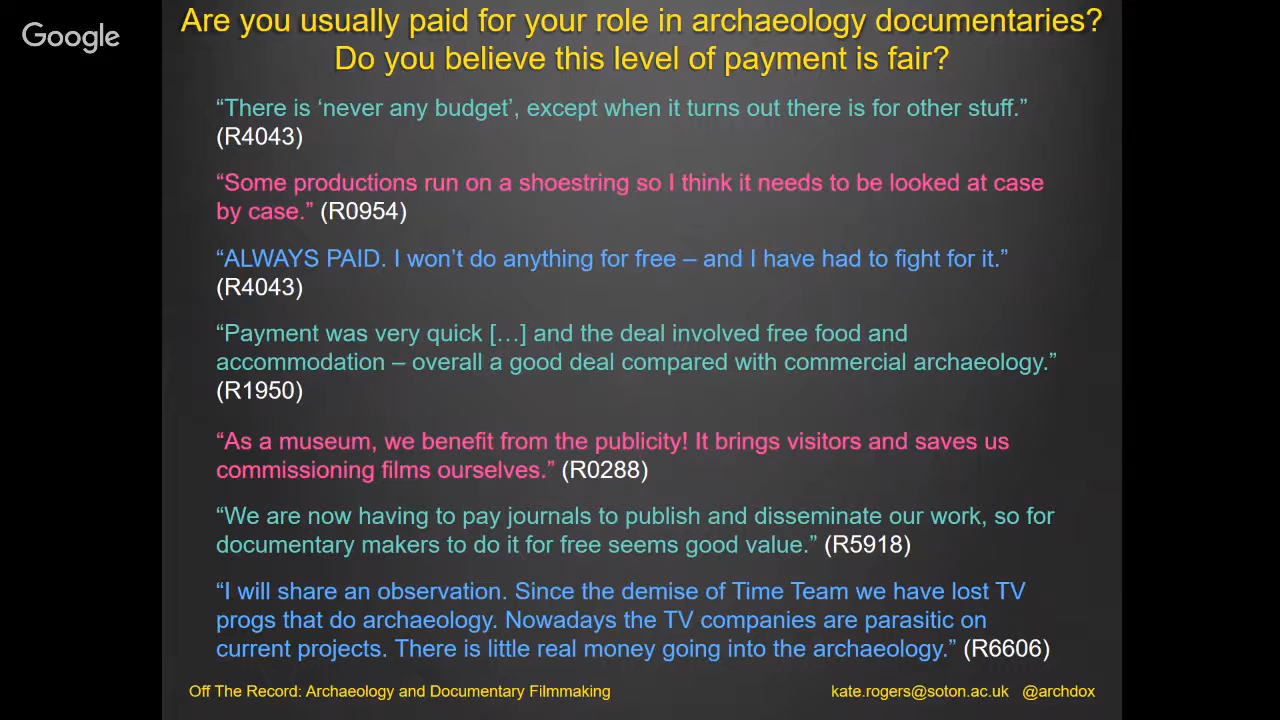 Google
Are you usually paid for your role in archaeology documentaries?
Do you believe this level of payment is fair?
“There is ‘never any budget’, except when it turns out there is for other stuff.”
(R4043)
“Some productions run on a shoestring so I think it needs to be looked at case
by case.” (R0954)
“ALWAYS PAID. I won’t do anything for free – and I have had to fight for it.”
(R4043)
“Payment was very quick […] and the deal involved free food and
accommodation – overall a good deal compared with commercial archaeology.”
(R1950)
“As a museum, we benefit from the publicity! It brings visitors and saves us
commissioning films ourselves.” (R0288)
“We are now having to pay journals to publish and disseminate our work, so for
documentary makers to do it for free seems good value.” (R5918)
“I will share an observation. Since the demise of Time Team we have lost TV
progs that do archaeology. Nowadays the TV companies are parasitic on
current projects. There is little real money going into the archaeology.” (R6606)
Off The Record: Archaeology and Documentary Filmmaking
kate.rogers@soton.ac.uk @archdox